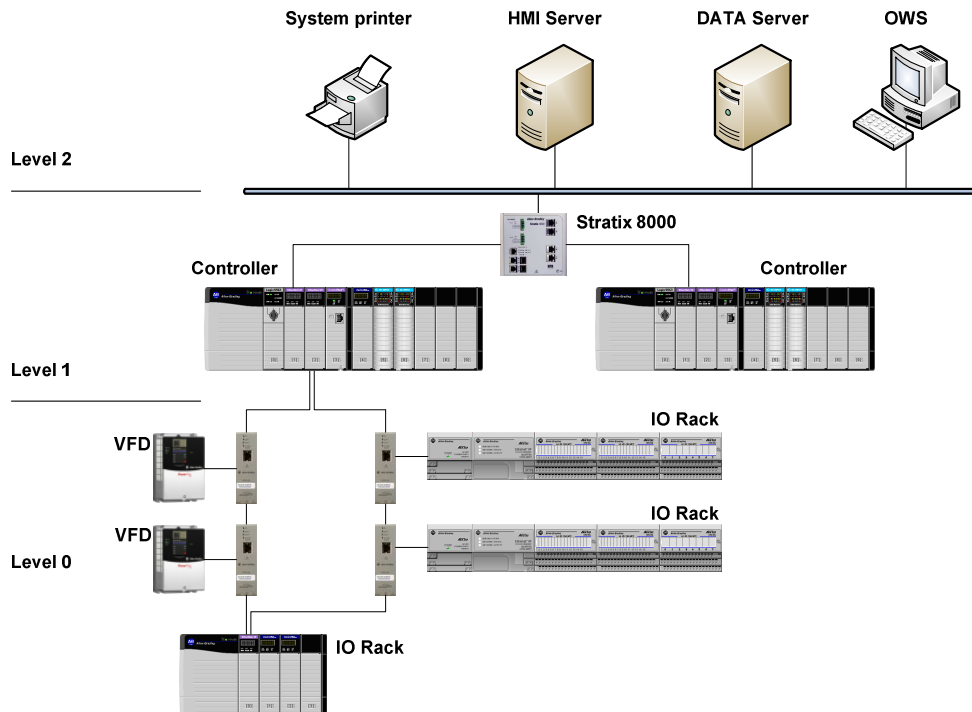 System printer
HMI Server
DATA Server
OWS
Level 2
Stratix 8000
Controller
Controller
Level 1
VFD
IO Rack
VFD
IO Rack
Level 0
IO Rack